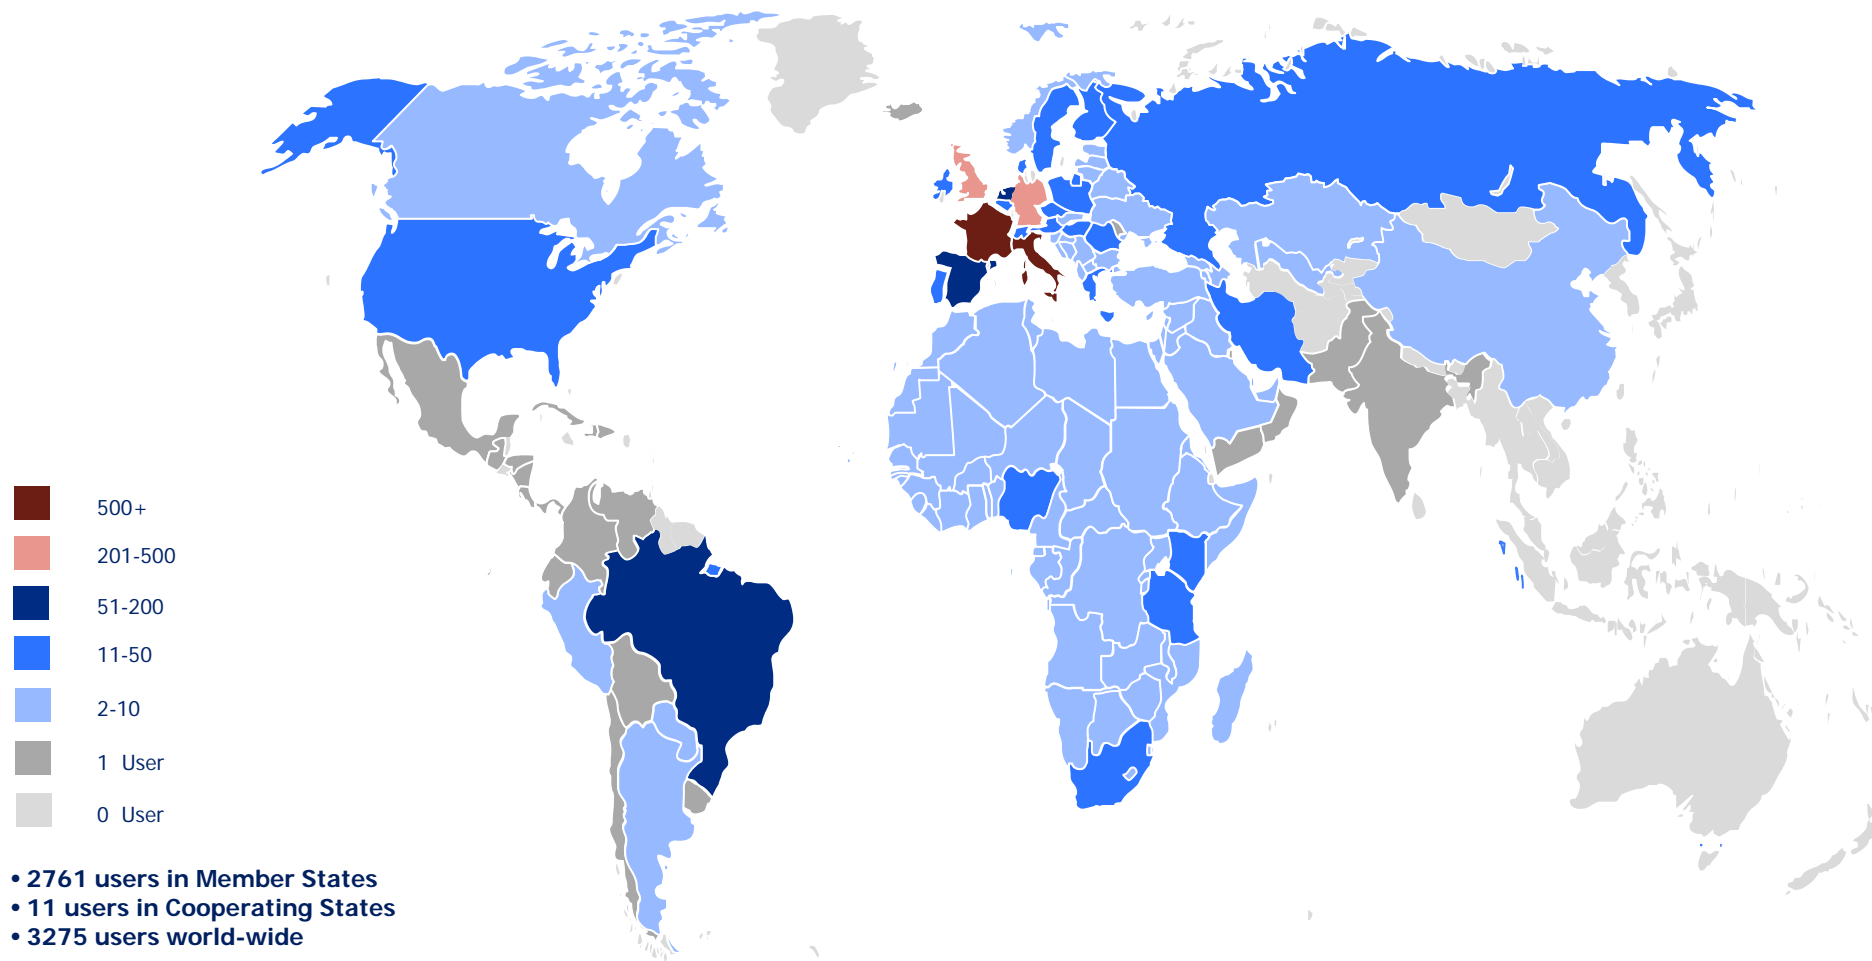 500+
201-500
51-200
11-50
2-10
1 User
0 User
• 2761 users in Member States
• 11 users in Cooperating States
• 3275 users world-wide